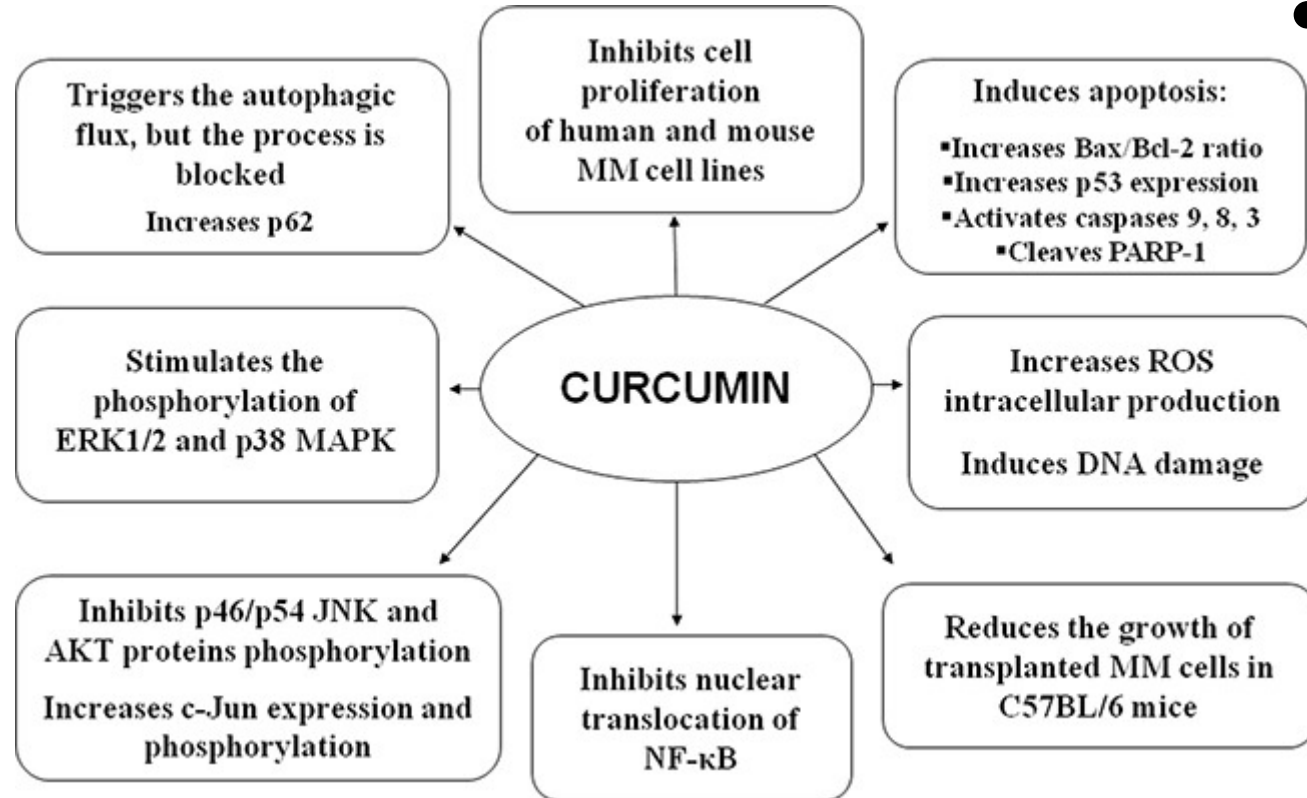 Triggers the autophagic
flux, but the process is
blocked
Increases p62
Inhibits cell
proliferation
of human and mouse
MM cell lines
Induces apoptosis:
▪Increases Bax/Bcl-2 ratio
▪Increases p53 expression
▪Activates caspases 9, 8, 3
▪Cleaves PARP-1
Stimulates the
phosphorylation of
ERK1/2 and p38 MAPK
CURCUMIN
Increases ROS
intracellular production
Induces DNA damage
Inhibits p46/p54 JNK and
AKT proteins phosphorylation
Increases c-Jun expression and
phosphorylation
Inhibits nuclear
translocation of
NF-κB
Reduces the growth of
transplanted MM cells in
C57BL/6 mice